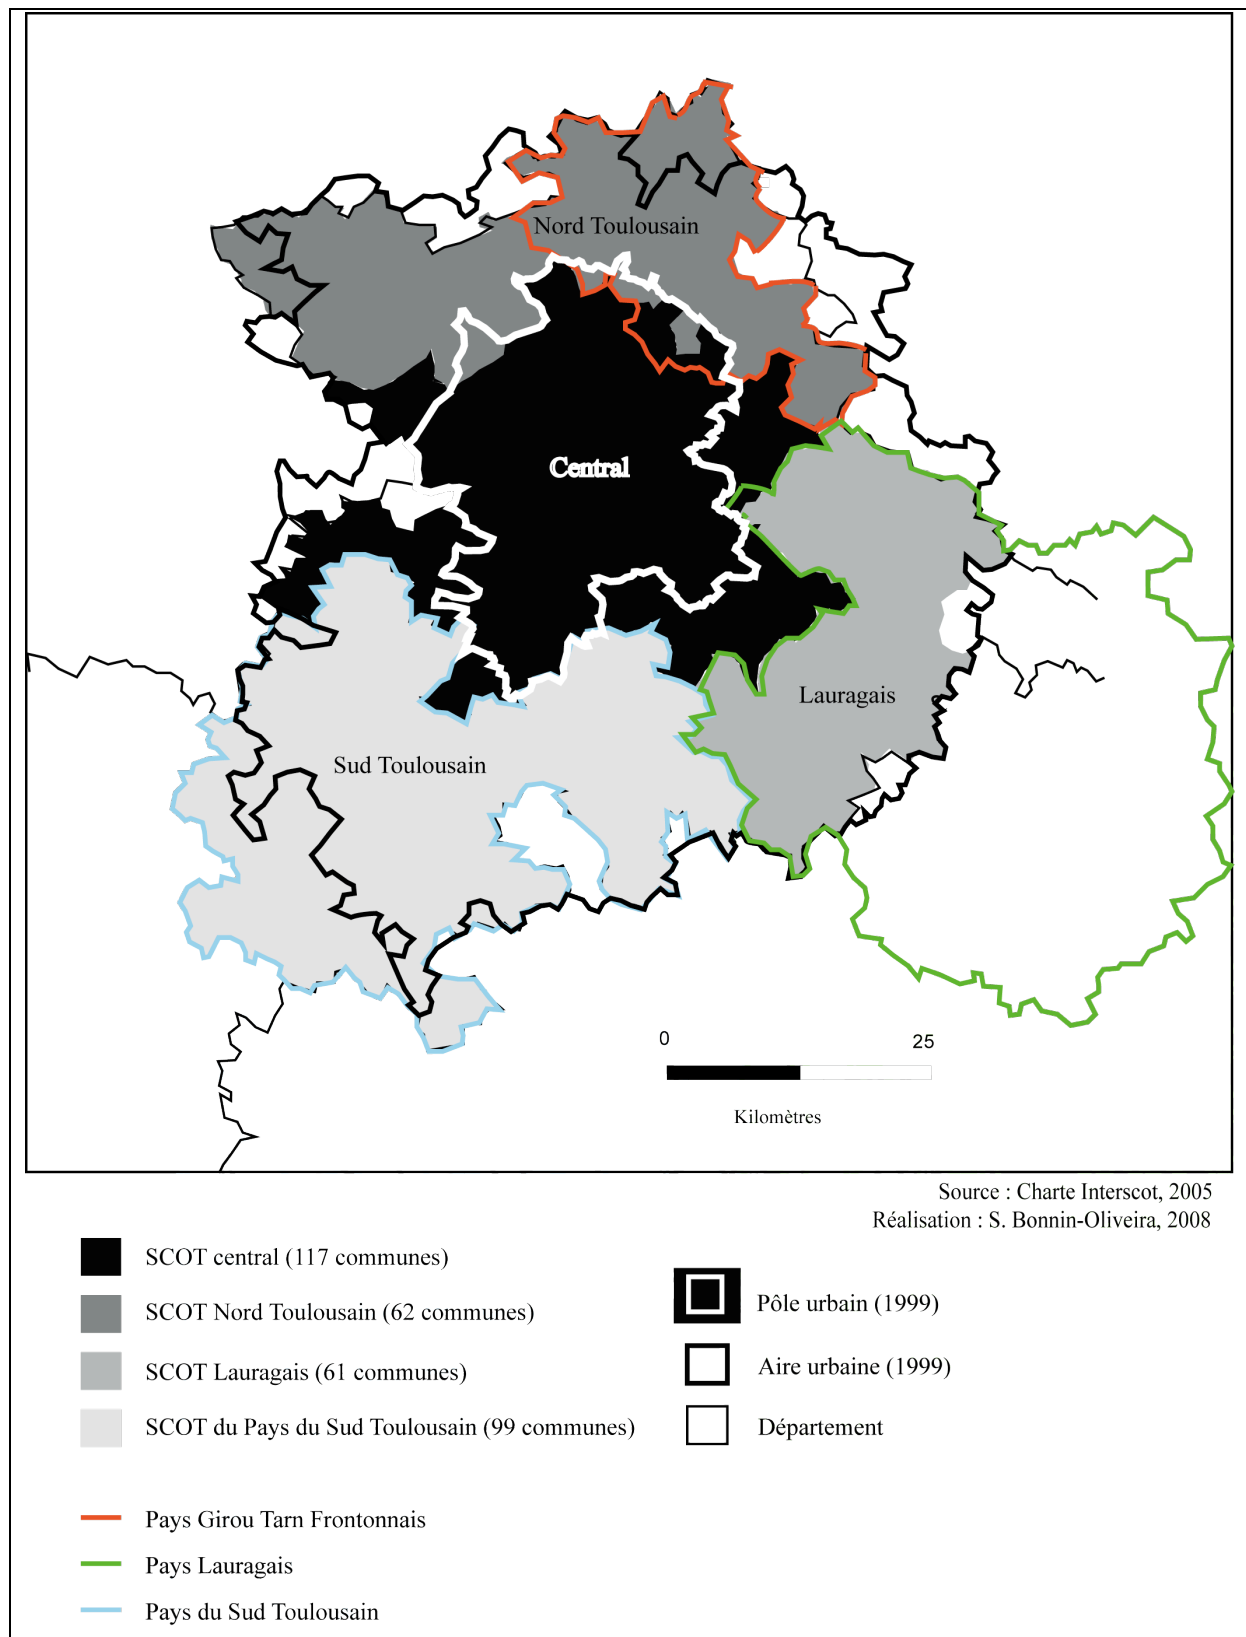 Nord Toulousain
Central
Lauragais
Sud Toulousain
0 25
Kilomètres
Source : Charte Interscot, 2005
Réalisation : S. Bonnin-Oliveira, 2008
SCOT central (117 communes)
SCOT Nord Toulousain (62 communes)
SCOT Lauragais (61 communes)
SCOT du Pays du Sud Toulousain (99 communes)
Pôle urbain (1999)
Aire urbaine (1999)
Département
Pays Girou Tarn Frontonnais
Pays Lauragais
Pays du Sud Toulousain